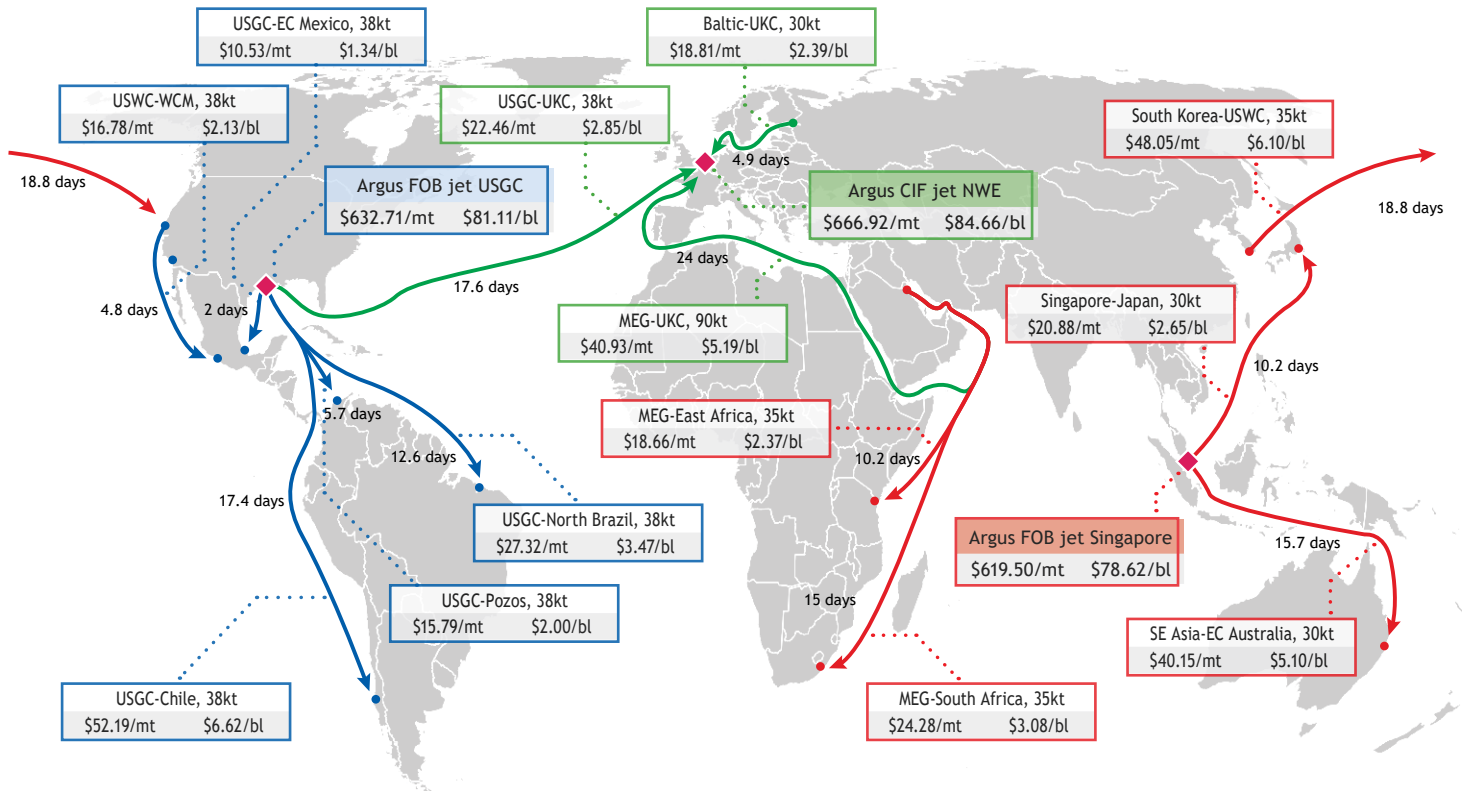 USGC-EC Mexico, 38kt
$10.53/mt $1.34/bl
Baltic-UKC, 30kt
$18.81/mt $2.39/bl
USWC-WCM, 38kt
$16.78/mt $2.13/bl
USGC-UKC, 38kt
$22.46/mt $2.85/bl
South Korea-USWC, 35kt
$48.05/mt $6.10/bl
4.9 days
18.8 days
Argus FOB jet USGC
$632.71/mt $81.11/bl
Argus CIF jet NWE
$666.92/mt $84.66/bl
18.8 days
24 days
17.6 days
4.8 days
2 days
MEG-UKC, 90kt
$40.93/mt $5.19/bl
Singapore-Japan, 30kt
$20.88/mt $2.65/bl
10.2 days
5.7 days
MEG-East Africa, 35kt
$18.66/mt $2.37/bl
12.6 days
10.2 days
17.4 days
USGC-North Brazil, 38kt
$27.32/mt $3.47/bl
Argus FOB jet Singapore
$619.50/mt $78.62/bl
15.7 days
USGC-Pozos, 38kt
$15.79/mt $2.00/bl
15 days
SE Asia-EC Australia, 30kt
$40.15/mt $5.10/bl
USGC-Chile, 38kt
$52.19/mt $6.62/bl
MEG-South Africa, 35kt
$24.28/mt $3.08/bl